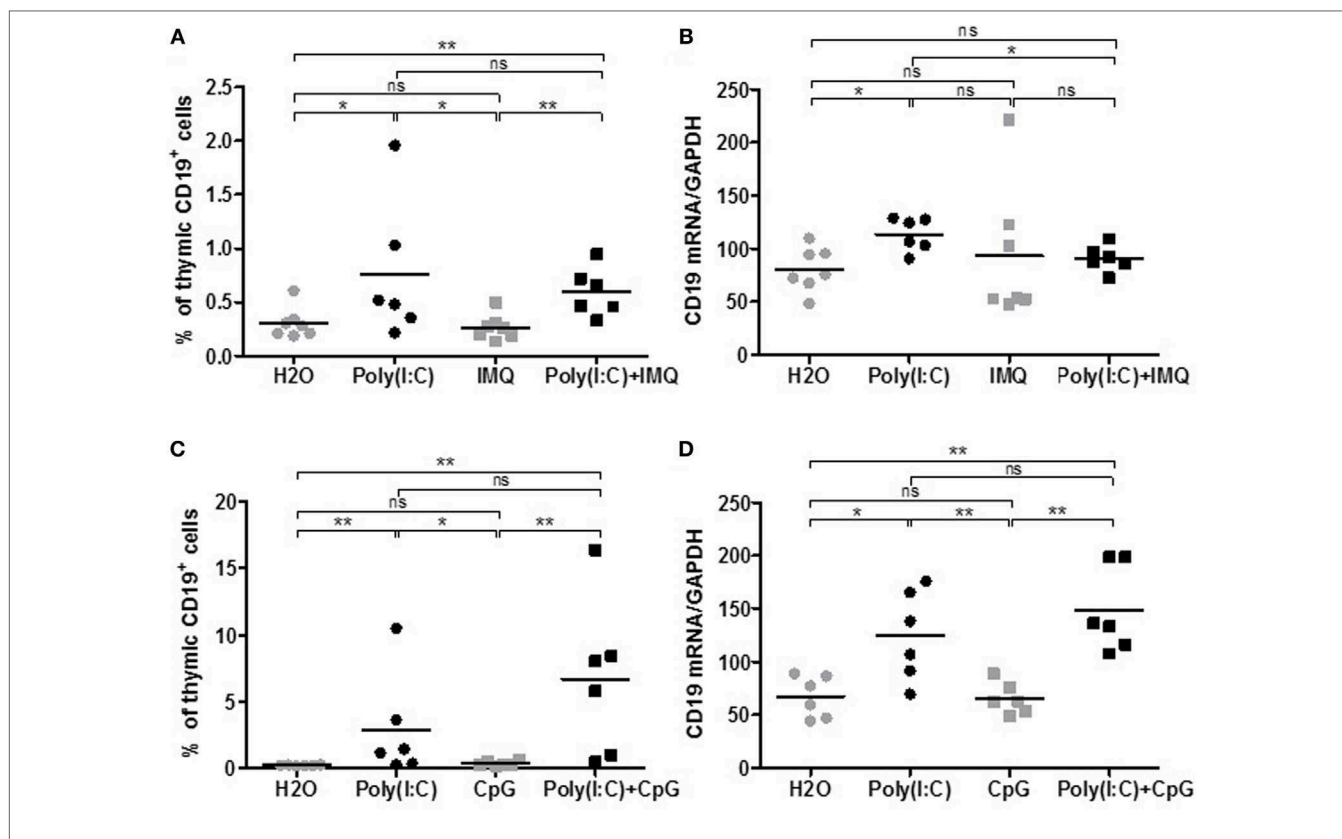 A
**
ns
ns
*
*
**
% of thymic CD19+ cells
2.5
2.0
1.5
1.0
0.5
0.0
H2O
Poly(I:C)
IMQ
Poly(I:C)+IMQ
B
ns
*
ns
*
ns
ns
CD19 mRNA/GAPDH
250
200
150
100
50
0
H2O
Poly(I:C)
IMQ
Poly(I:C)+IMQ
C
**
ns
ns
**
*
**
% of thymic CD19+ cells
20
15
10
5
0
H2O
Poly(I:C)
CpG
Poly(I:C)+CpG
D
**
ns
ns
*
**
**
CD19 mRNA/GAPDH
250
200
150
100
50
0
H2O
Poly(I:C)
CpG
Poly(I:C)+CpG